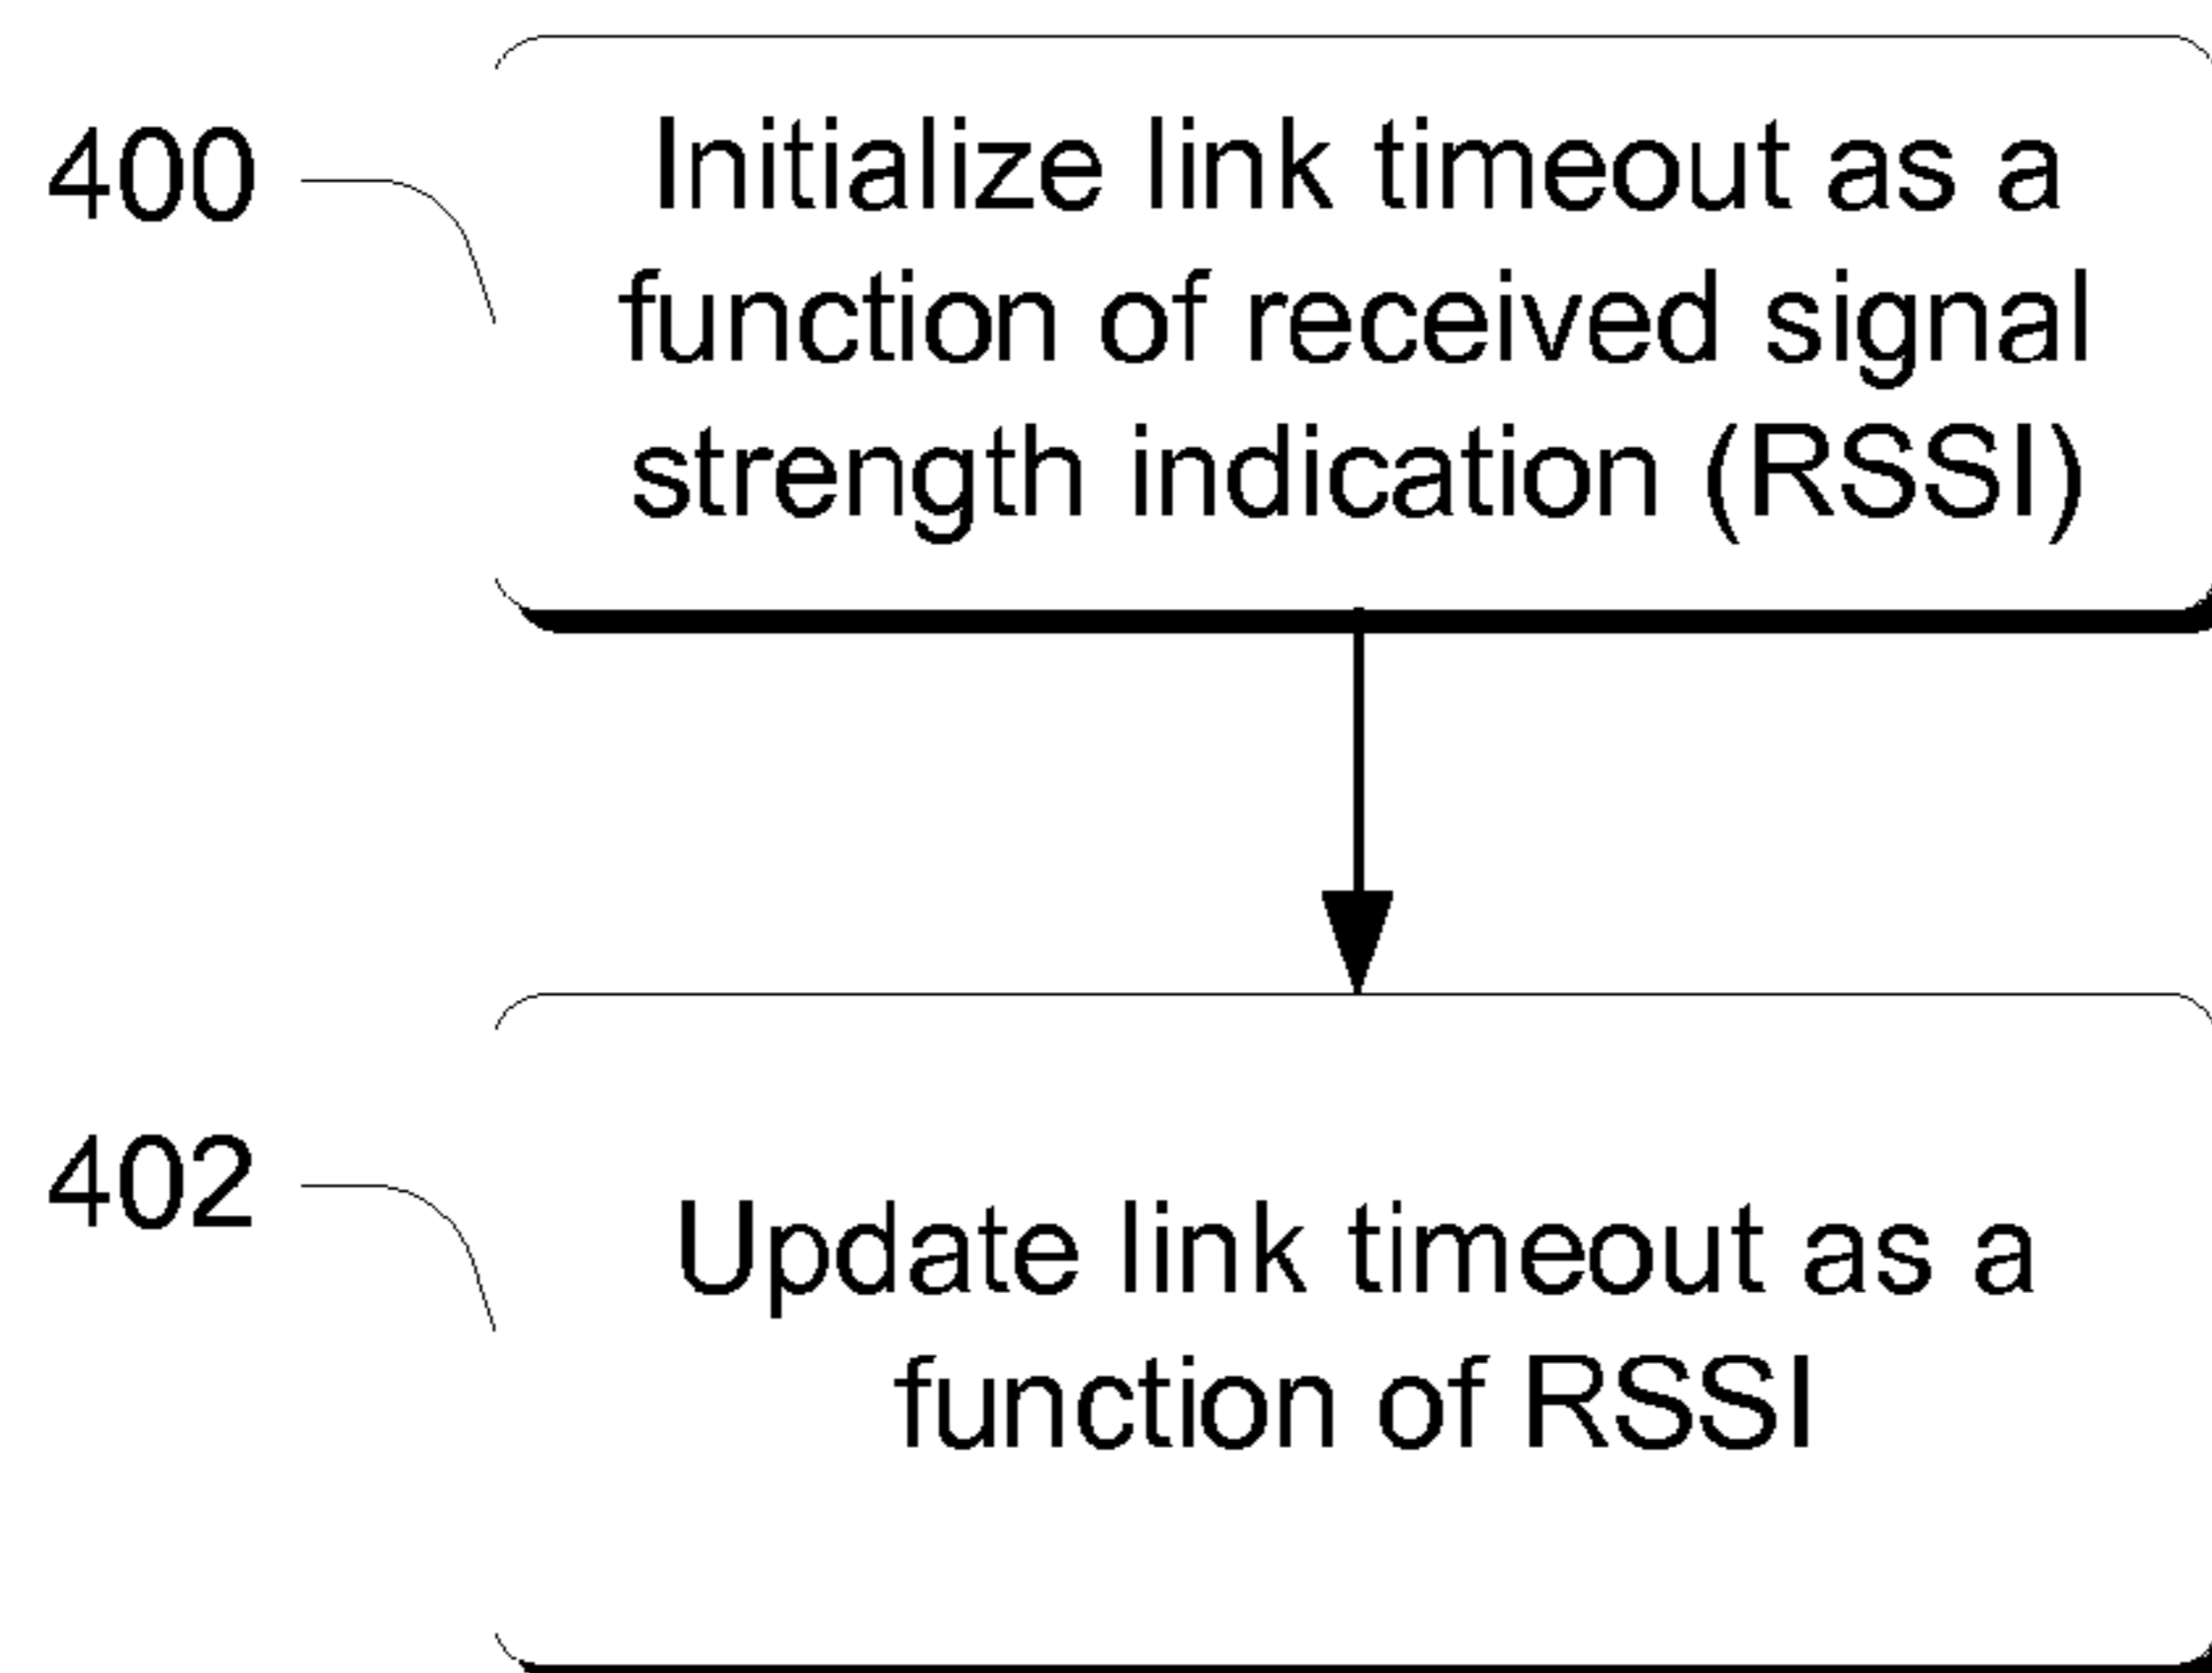 400
Initialize link timeout as a
function of received signal
strength indication (RSSI)
402
Update link timeout as a
function of RSSI